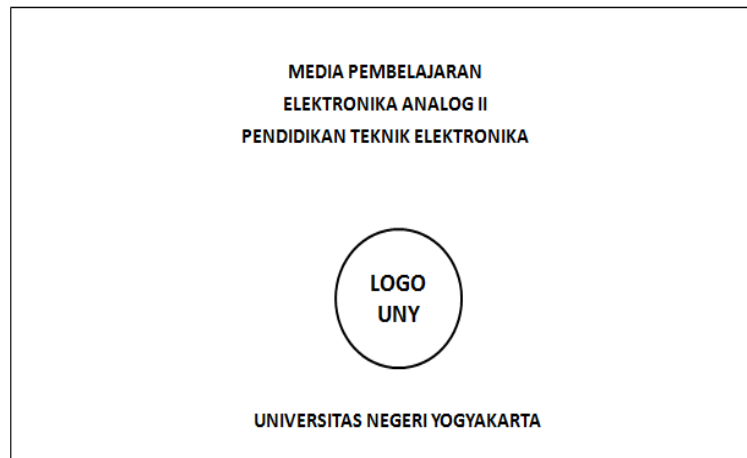 MEDIA PEMBELAJARAN
ELEKTRONIKA ANALOG II
PENDIDIKAN TEKNIK ELEKTRONIKA
LOGO
UNY
UNIVERSITAS NEGERI YOGYAKARTA